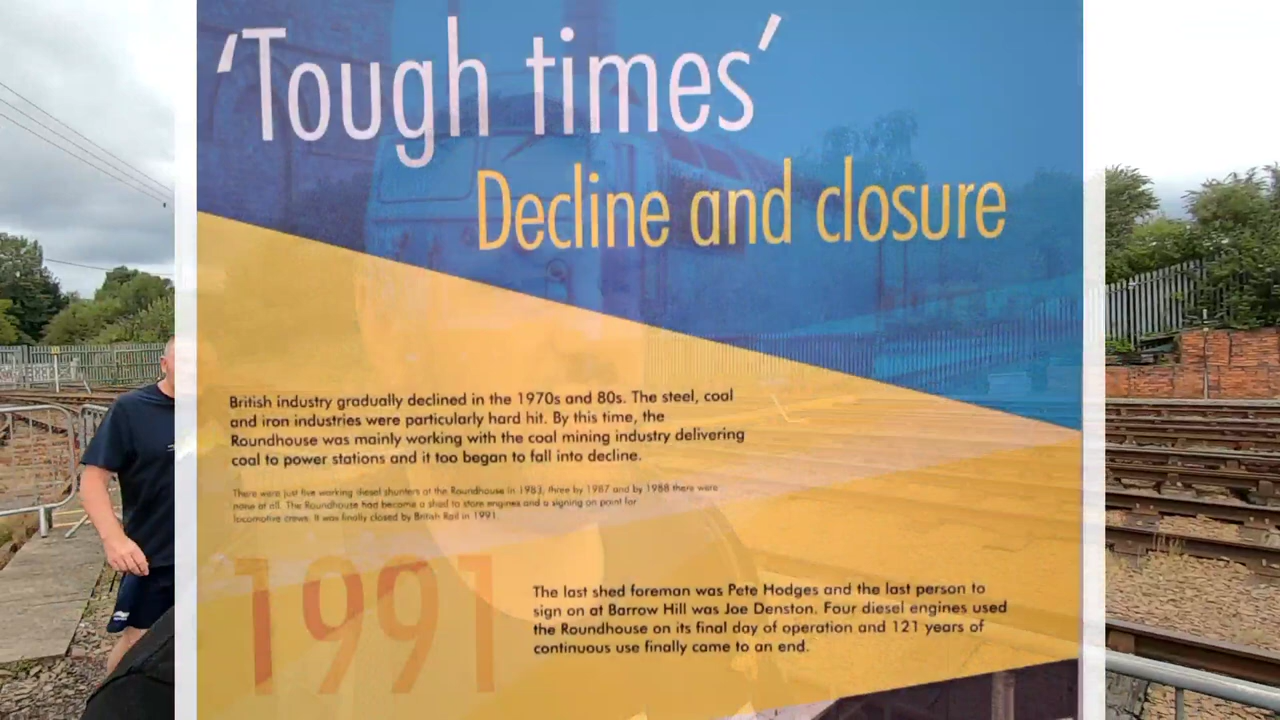 'Tough times'
Decline and closure
British industry gradually declined in the 1970s and 80s. The steel, coal
and iron industries were particularly hard hit. By this time, the
Roundhouse was mainly working with the coal mining industry delivering
coal to power stations and it too began to fall into decline.
There were just five working diesel shunters at the Roundhouse in 1983, three by 1987 and by 1988 there were
none at all. The Roundhouse had become a shed to store engines and a signing on point for
locomotive crews. It was finally closed by British Rail in 1991.
1991
The last shed foreman was Pete Hodges and the last person to
sign on at Barrow Hill was Joe Denston. Four diesel engines used
the Roundhouse on its final day of operation and 121 years of
continuous use finally came to an end.